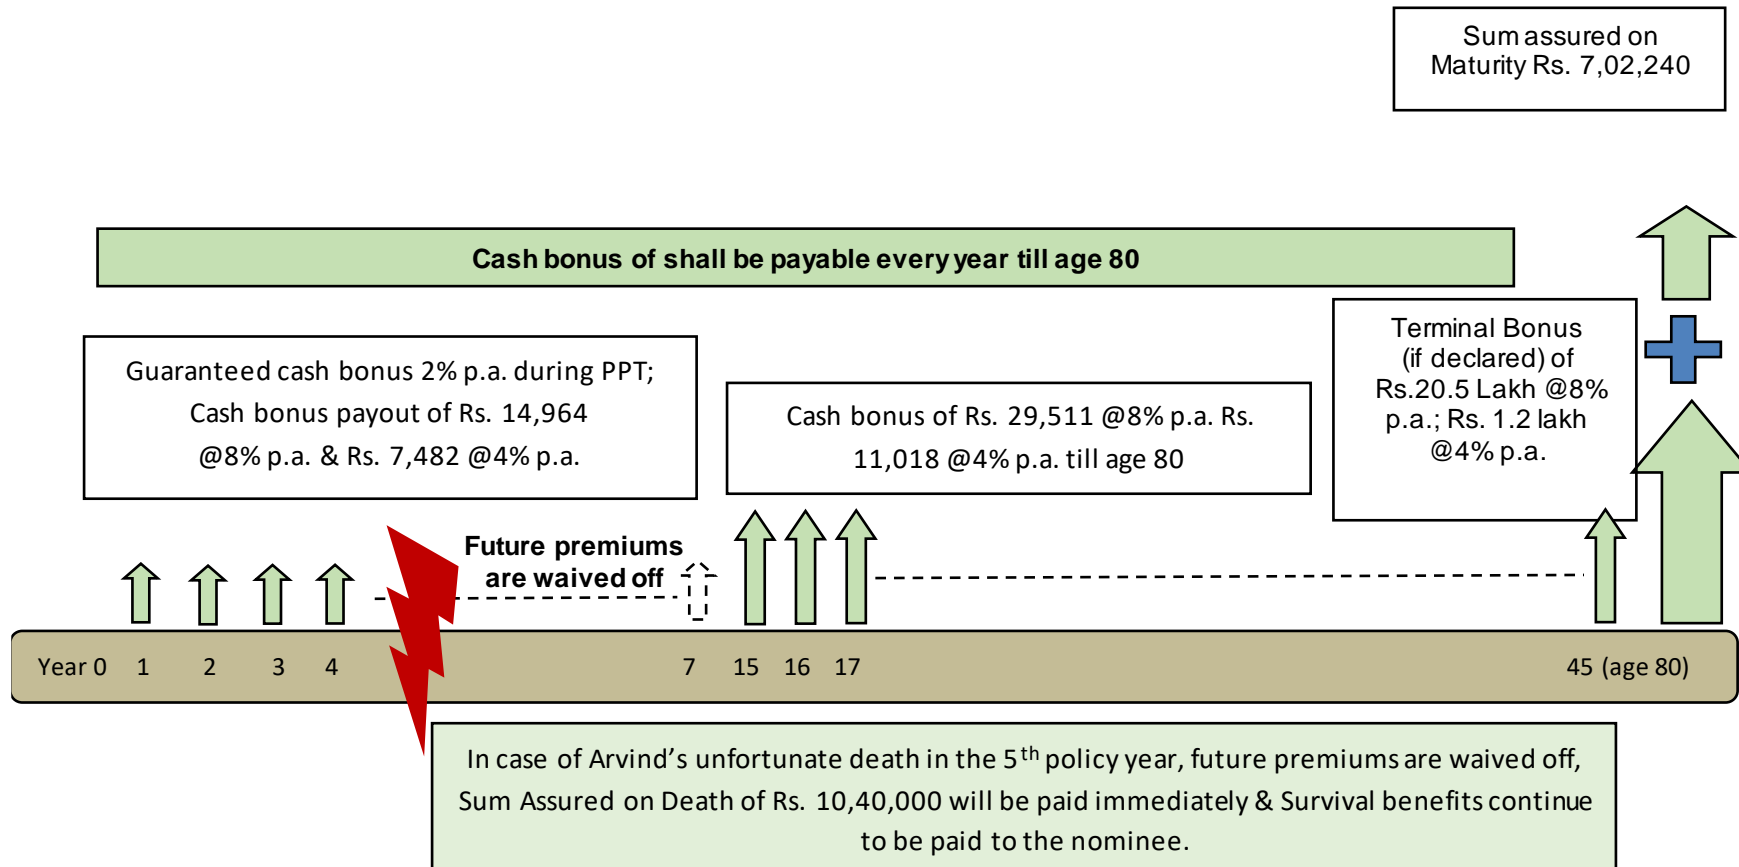 Sum assured on
Maturity Rs. 7,02,240
Cash bonus of shall be payable every year till age 80
Guaranteed cash bonus 2% p.a. during PPT;
Cash bonus payout of Rs. 14,964
@8% p.a. & Rs. 7,482 @4% p.a.
Cash bonus of Rs. 29,511 @8% p.a. Rs.
11,018 @4% p.a. till age 80
Terminal Bonus
(if declared) of
Rs.20.5 Lakh @8%
p.a.; Rs. 1.2 lakh
@4% p.a.
Future premiums
are waived off
Year 0 1 2 3 4 7 15 16 17 45 (age 80)
In case of Arvind’s unfortunate death in the 5th policy year, future premiums are waived off,
Sum Assured on Death of Rs. 10,40,000 will be paid immediately & Survival benefits continue
to be paid to the nominee.